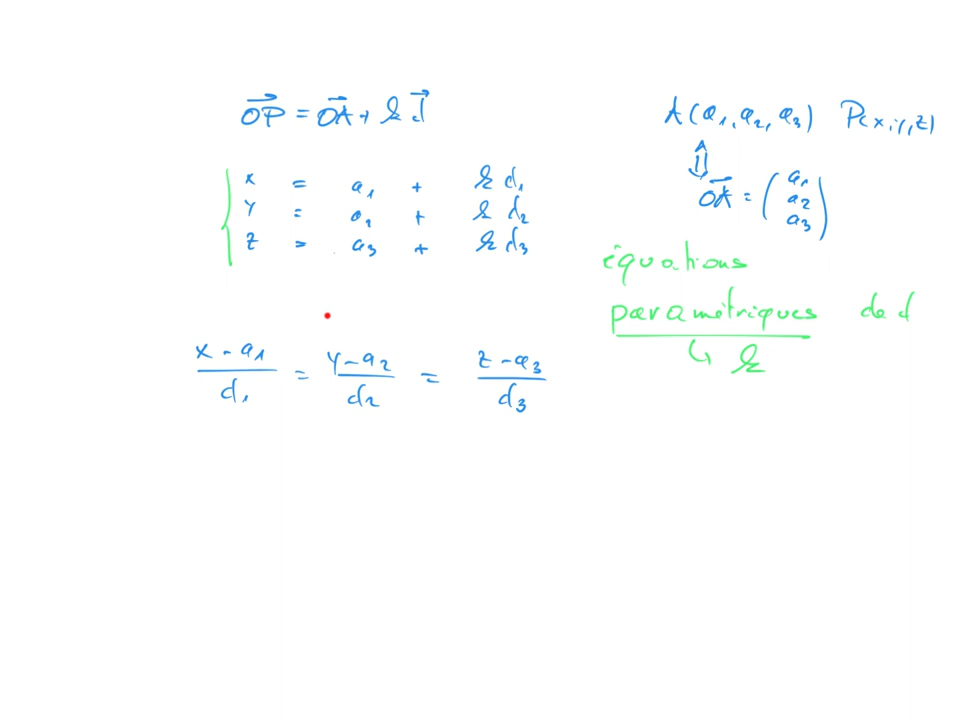 OP = OA + k d
A(a1, a2, a3) P(x, y, z)
x = a1 + k d1
y = a2 + k d2
z = a3 + k d3
OA = (a1
a2
a3)
équations
paramétriques de d
↳ k
x - a1 / d1 = y - a2 / d2 = z - a3 / d3